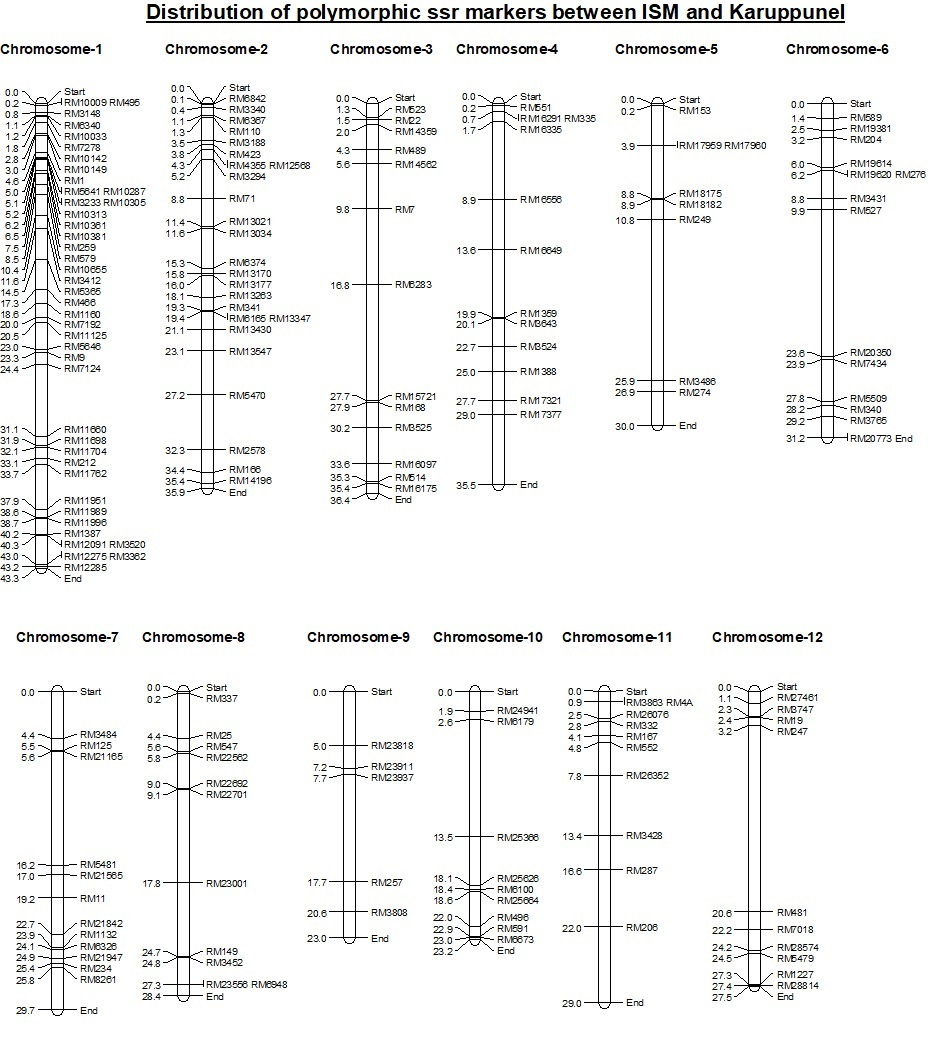 Distribution of polymorphic ssr markers between ISM and Karuppunel
Chromosome-1
0.0 Start
0.2 RM10009 RM495
0.8 RM3148
1.1 RM6340
1.2 RM10033
1.8 RM7278
2.8 RM10142
3.0 RM10149
4.6 RM1
5.0 RM5641 RM10287
5.1 RM3233 RM10305
5.2 RM10313
6.2 RM10361
6.5 RM10381
7.5 RM259
8.5 RM579
10.4 RM10655
11.6 RM3412
14.5 RM5365
17.3 RM466
18.6 RM1160
20.0 RM7192
20.5 RM11125
23.0 RM5646
23.3 RM9
24.4 RM7124
31.1 RM11660
31.9 RM11698
32.1 RM11704
33.1 RM212
33.7 RM11762
37.9 RM11951
38.6 RM11989
38.7 RM11996
40.2 RM1387
40.3 RM12091 RM3520
43.0 RM12275 RM3362
43.2 RM12285
43.3 End
Chromosome-2
0.0 Start
0.1 RM6842
0.4 RM3340
1.1 RM6367
1.3 RM110
3.5 RM3188
3.8 RM423
4.3 RM4355 RM12568
5.2 RM3294
8.8 RM71
11.4 RM13021
11.6 RM13034
15.3 RM6374
15.8 RM13170
16.0 RM13177
18.1 RM13263
19.3 RM341
19.4 RM6165 RM13347
21.1 RM13430
23.1 RM13547
27.2 RM5470
32.3 RM2578
34.4 RM166
35.4 RM14196
35.9 End
Chromosome-3
0.0 Start
1.3 RM523
1.5 RM22
2.0 RM14359
4.3 RM489
5.6 RM14562
9.8 RM7
16.8 RM6283
27.7 RM15721
27.9 RM168
30.2 RM3525
33.6 RM16097
35.3 RM514
35.4 RM16175
36.4 End
Chromosome-4
0.0 Start
0.2 RM551
0.7 RM16291 RM335
1.7 RM16335
8.9 RM16556
13.6 RM16649
19.9 RM1359
20.1 RM3643
22.7 RM3524
25.0 RM1388
27.7 RM17321
29.0 RM17377
35.5 End
Chromosome-5
0.0 Start
0.2 RM153
3.9 RM17959 RM17960
8.8 RM18175
8.9 RM18182
10.8 RM249
25.9 RM3486
26.9 RM274
30.0 End
Chromosome-6
0.0 Start
1.4 RM589
2.5 RM19381
3.2 RM204
6.0 RM19614
6.2 RM19620 RM276
8.8 RM3431
9.9 RM527
23.6 RM20350
23.9 RM7434
27.8 RM5509
28.2 RM340
29.2 RM3765
31.2 RM20773 End
Chromosome-7
0.0 Start
4.4 RM3484
5.5 RM125
5.6 RM21165
16.2 RM5481
17.0 RM21565
19.2 RM11
22.7 RM21842
23.9 RM1132
24.1 RM6326
24.9 RM21947
25.4 RM234
25.8 RM8261
29.7 End
Chromosome-8
0.0 Start
0.2 RM337
4.4 RM25
5.6 RM547
5.8 RM22562
9.0 RM22692
9.1 RM22701
17.8 RM23001
24.7 RM149
24.8 RM3452
27.3 RM23556 RM6948
28.4 End
Chromosome-9
0.0 Start
5.0 RM23818
7.2 RM23911
7.7 RM23937
17.7 RM257
20.6 RM3808
23.0 End
Chromosome-10
0.0 Start
1.9 RM24941
2.6 RM6179
13.5 RM25366
18.1 RM25626
18.4 RM6100
18.6 RM25664
22.0 RM496
22.9 RM591
23.0 RM6673
23.2 End
Chromosome-11
0.0 Start
0.9 RM3863 RM4A
2.5 RM26076
2.8 RM332
4.1 RM167
4.8 RM552
7.8 RM26352
13.4 RM3428
16.6 RM287
22.0 RM206
29.0 End
Chromosome-12
0.0 Start
1.1 RM27461
2.3 RM3747
2.4 RM19
3.2 RM247
20.6 RM481
22.2 RM7018
24.2 RM28574
24.5 RM5479
27.3 RM1227
27.4 RM28814
27.5 End